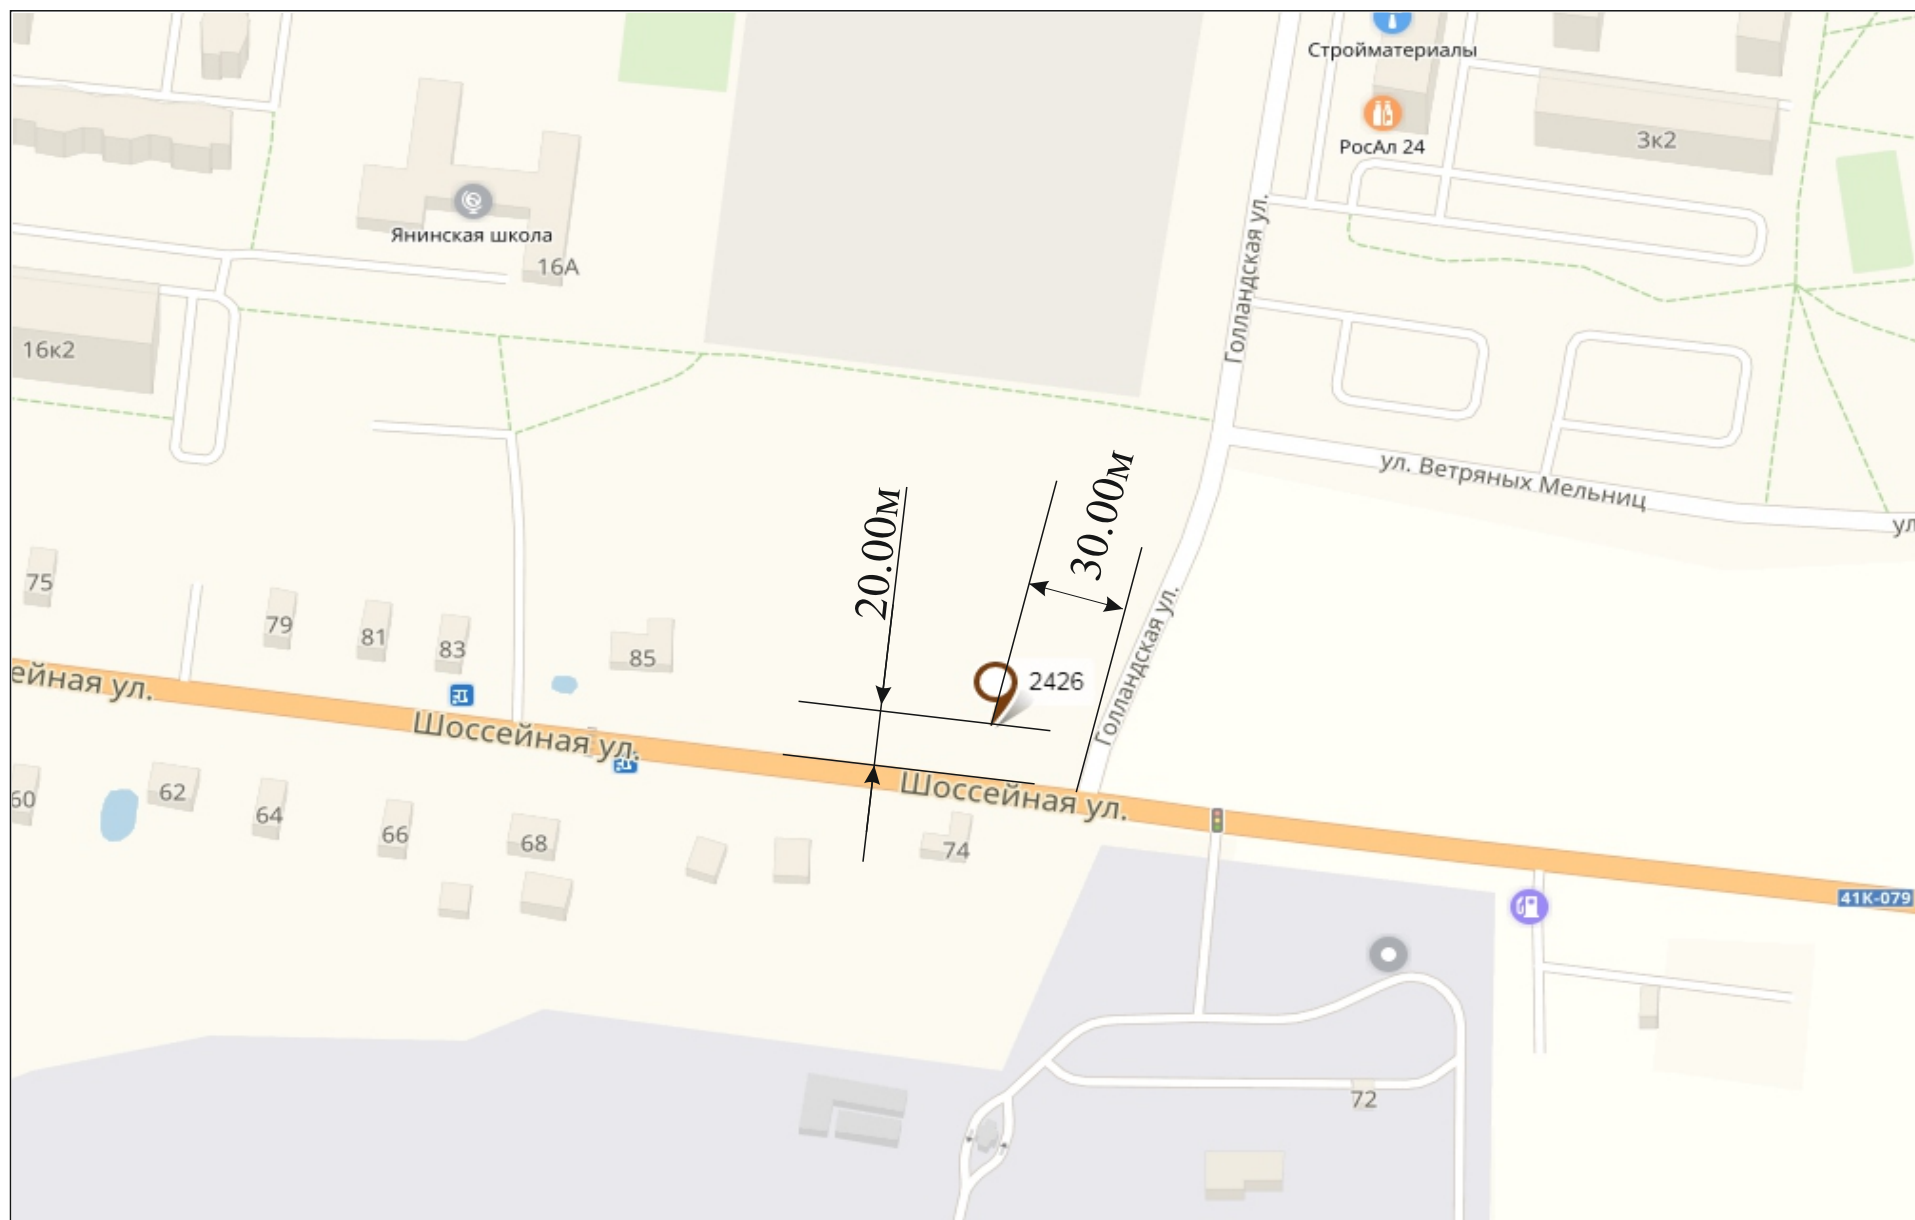 Стройматериалы
РосАл 24
3к2
Янинская школа
16А
Голландская ул.
16к2
ул. Ветряных Мельниц
ул
20.00м
30.00м
75
79
81
83
85
2426
Голландская ул.
ейная ул.
Шоссейная ул.
Шоссейная ул.
60
62
64
66
68
74
41К-079
72